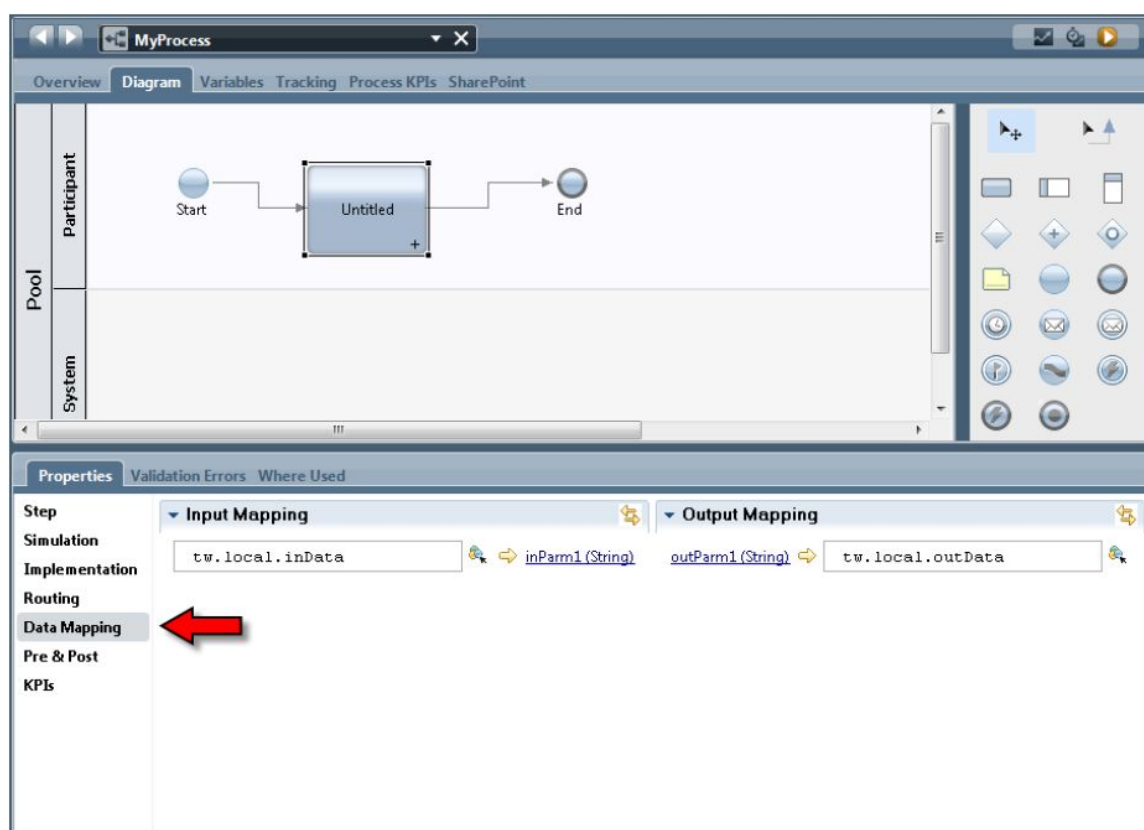 MyProcess
Overview Diagram Variables Tracking Process KPIs SharePoint
Pool
Participant
Start
Untitled
End
System
Properties Validation Errors Where Used
Step
Simulation
Implementation
Routing
Data Mapping
Pre & Post
KPIs
Input Mapping
tw.local.inData
inParm1 (String)
Output Mapping
outParm1 (String)
tw.local.outData